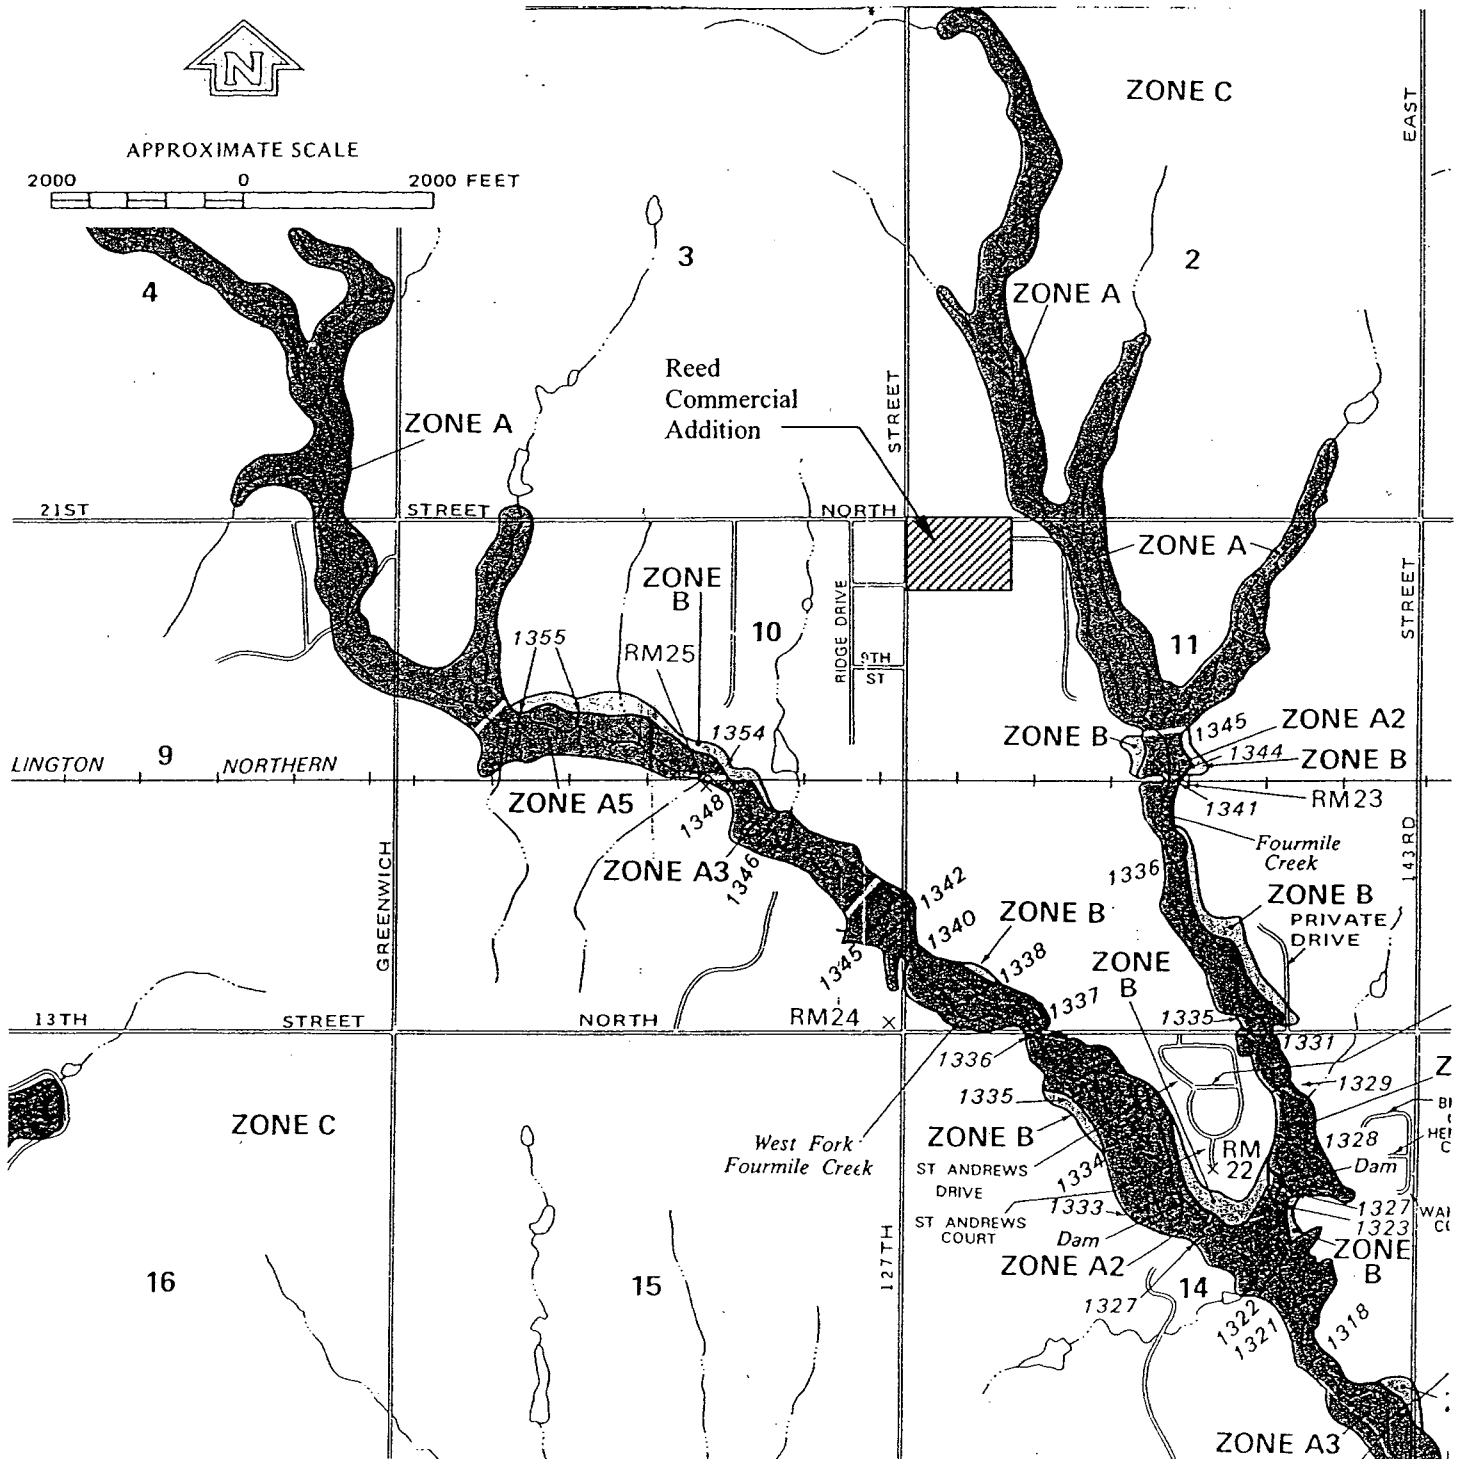 N
APPROXIMATE SCALE
2000 0 2000 FEET
ZONE C
EAST
4
3
2
ZONE A
Reed
Commercial
Addition
STREET
ZONE A
21ST STREET NORTH
ZONE A
ZONE
B
10
RIDGE DRIVE
9TH
ST
11
STREET
1355
RM25
1354
9
LINGTON NORTHERN
ZONE A5
1348
ZONE A3
1346
GREENWICH
ZONE B
1345
ZONE A2
1344
ZONE B
1341
RM23
Fourmile
Creek
143RD
1336
ZONE B
PRIVATE
DRIVE
1342
1340
ZONE B
1338
ZONE
B
1345
1337
13TH STREET NORTH
RM24
1335
1331
1336
1329
Z
1335
ZONE B
ZONE C
West Fork
Fourmile Creek
ST ANDREWS
DRIVE
1334
1333
ST ANDREWS
COURT
Dam
RM
22
1328
Dam
1327
1323
ZONE
B
ZONE A2
127TH
1327
14
16
15
1322
1321
1318
ZONE A3